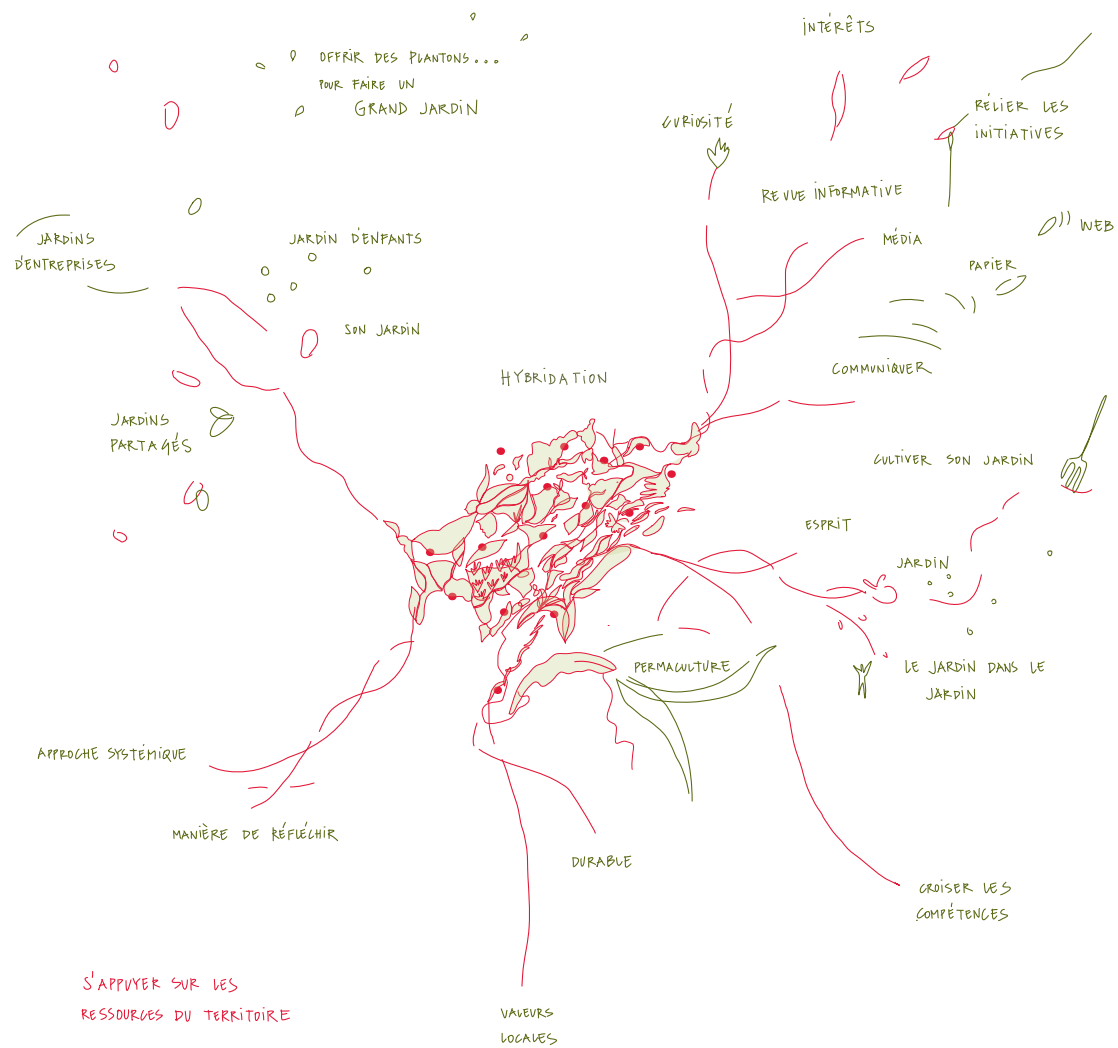 INTÉRÊTS
OFFRIR DES PLANTONS...
POUR FAIRE UN
GRAND JARDIN
CURIOSITÉ
RÉLIER LES
INITIATIVES
REVUE INFORMATIVE
WEB
JARDINS
D'ENTREPRISES
JARDIN D'ENFANTS
MÉDIA
PAPIER
SON JARDIN
HYBRIDATION
COMMUNIQUER
JARDINS
PARTAGÉS
CULTIVER SON JARDIN
ESPRIT
JARDIN
PERMACULTURE
LE JARDIN DANS LE
JARDIN
APPROCHE SYSTÉMIQUE
MANIÈRE DE RÉFLÉCHIR
DURABLE
CROISER LES
COMPÉTENCES
S'APPUYER SUR LES
RESSOURCES DU TERRITOIRE
VALEURS
LOCALES